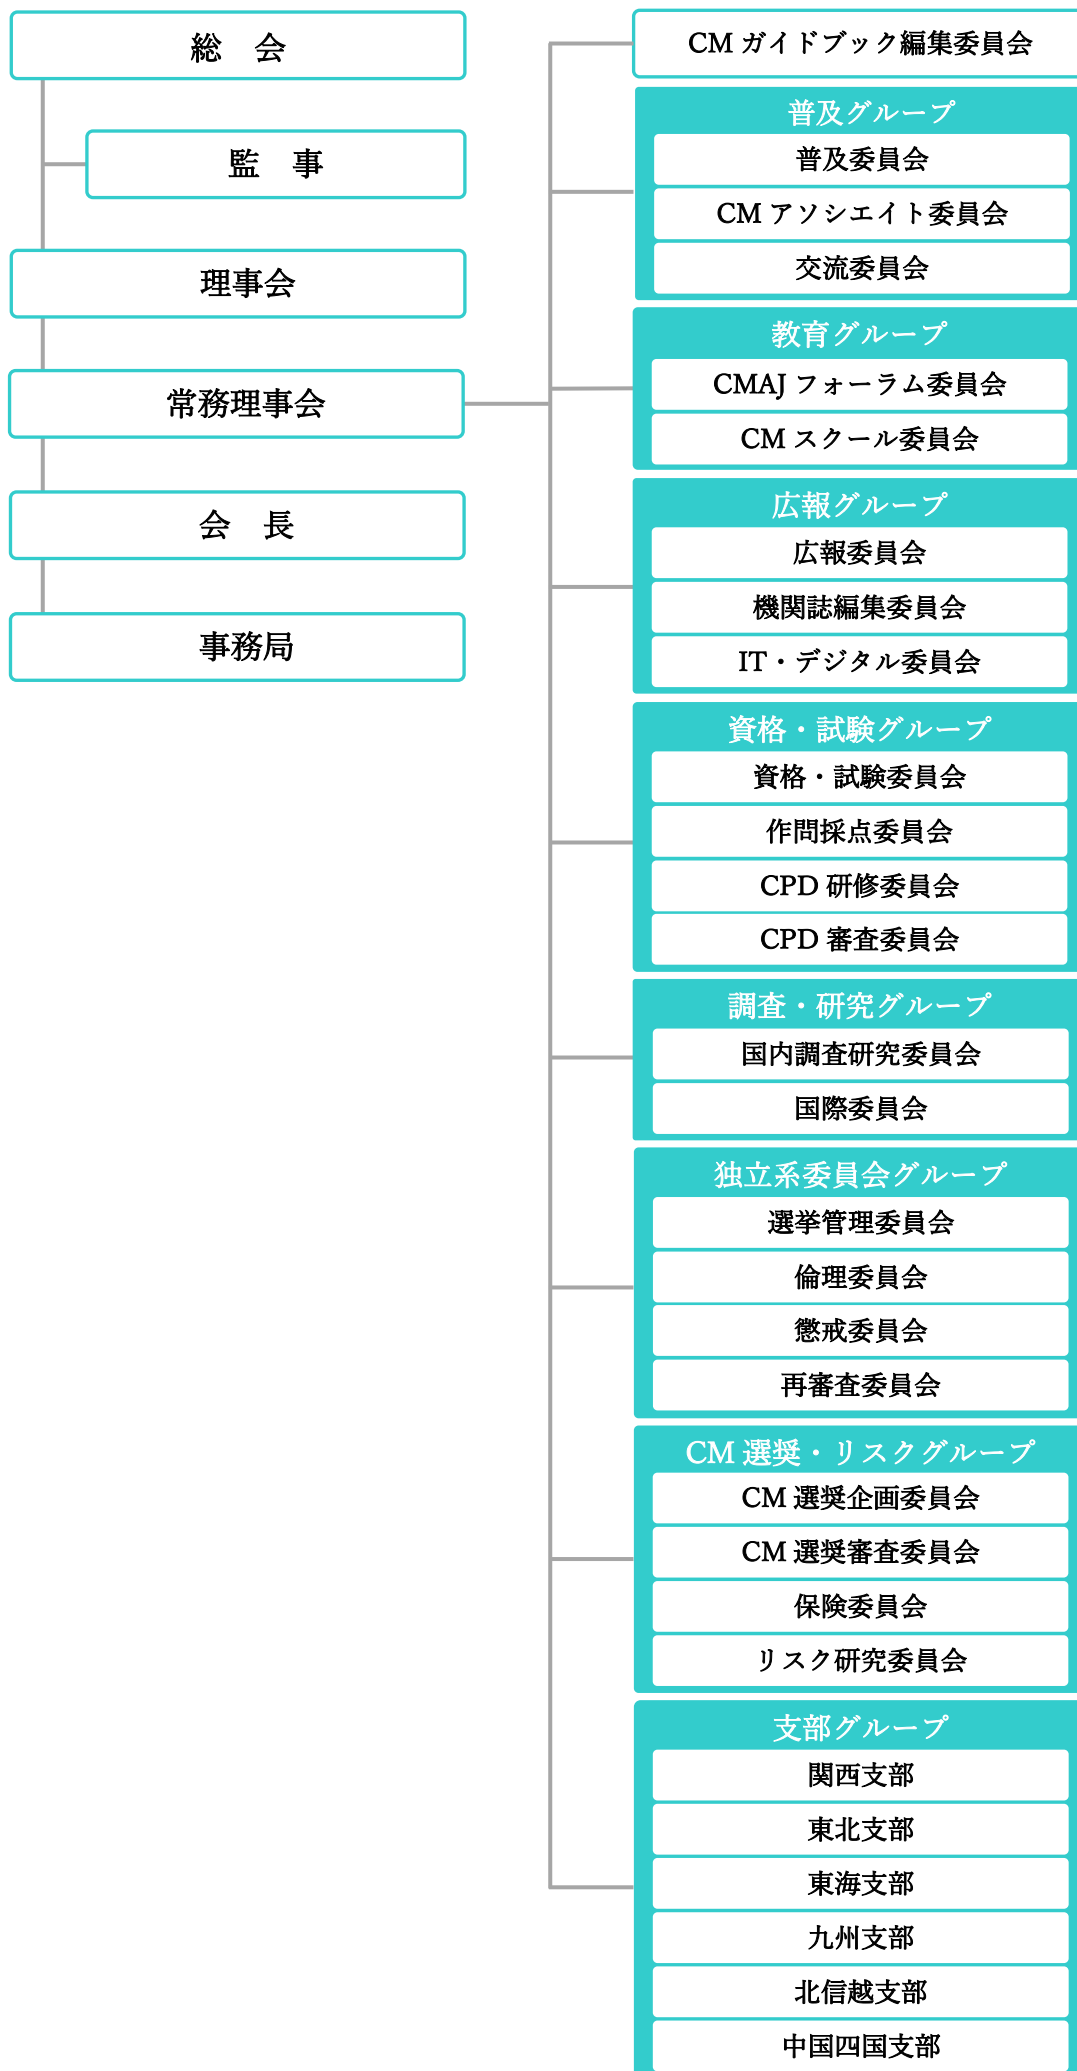 総　会
監　事
理事会
常務理事会
会　長
事務局
CM ガイドブック編集委員会
普及グループ
普及委員会
CM アソシエイト委員会
交流委員会
教育グループ
CMAJ フォーラム委員会
CM スクール委員会
広報グループ
広報委員会
機関誌編集委員会
IT・デジタル委員会
資格・試験グループ
資格・試験委員会
作問採点委員会
CPD 研修委員会
CPD 審査委員会
調査・研究グループ
国内調査研究委員会
国際委員会
独立系委員会グループ
選挙管理委員会
倫理委員会
懲戒委員会
再審査委員会
CM 選奨・リスクグループ
CM 選奨企画委員会
CM 選奨審査委員会
保険委員会
リスク研究委員会
支部グループ
関西支部
東北支部
東海支部
九州支部
北信越支部
中国四国支部